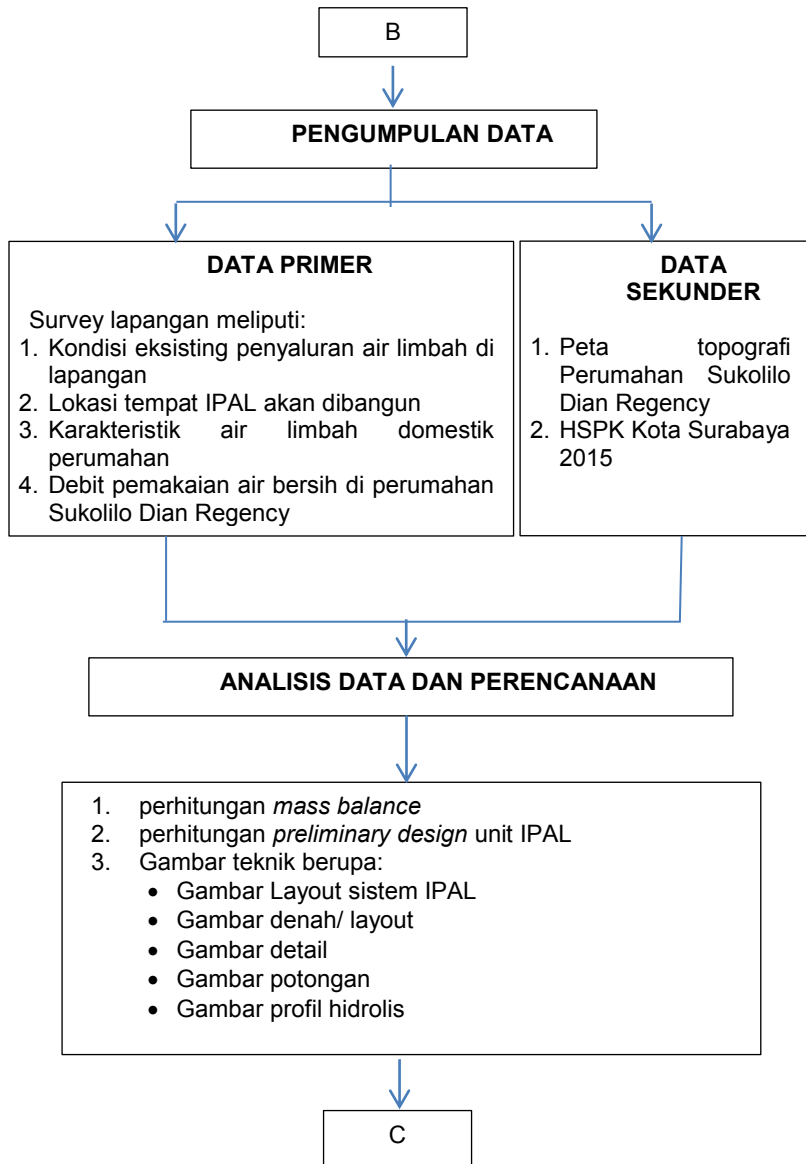 B
PENGUMPULAN DATA
DATA PRIMER
Survey lapangan meliputi:
1. Kondisi eksisting penyaluran air limbah di
lapangan
2. Lokasi tempat IPAL akan dibangun
3. Karakteristik air limbah domestik
perumahan
4. Debit pemakaian air bersih di perumahan
Sukolilo Dian Regency
DATA
SEKUNDER
1. Peta topografi
Perumahan Sukolilo
Dian Regency
2. HSPK Kota Surabaya
2015
ANALISIS DATA DAN PERENCANAAN
1. perhitungan mass balance
2. perhitungan preliminary design unit IPAL
3. Gambar teknik berupa:
• Gambar Layout sistem IPAL
• Gambar denah/ layout
• Gambar detail
• Gambar potongan
• Gambar profil hidrolis
C